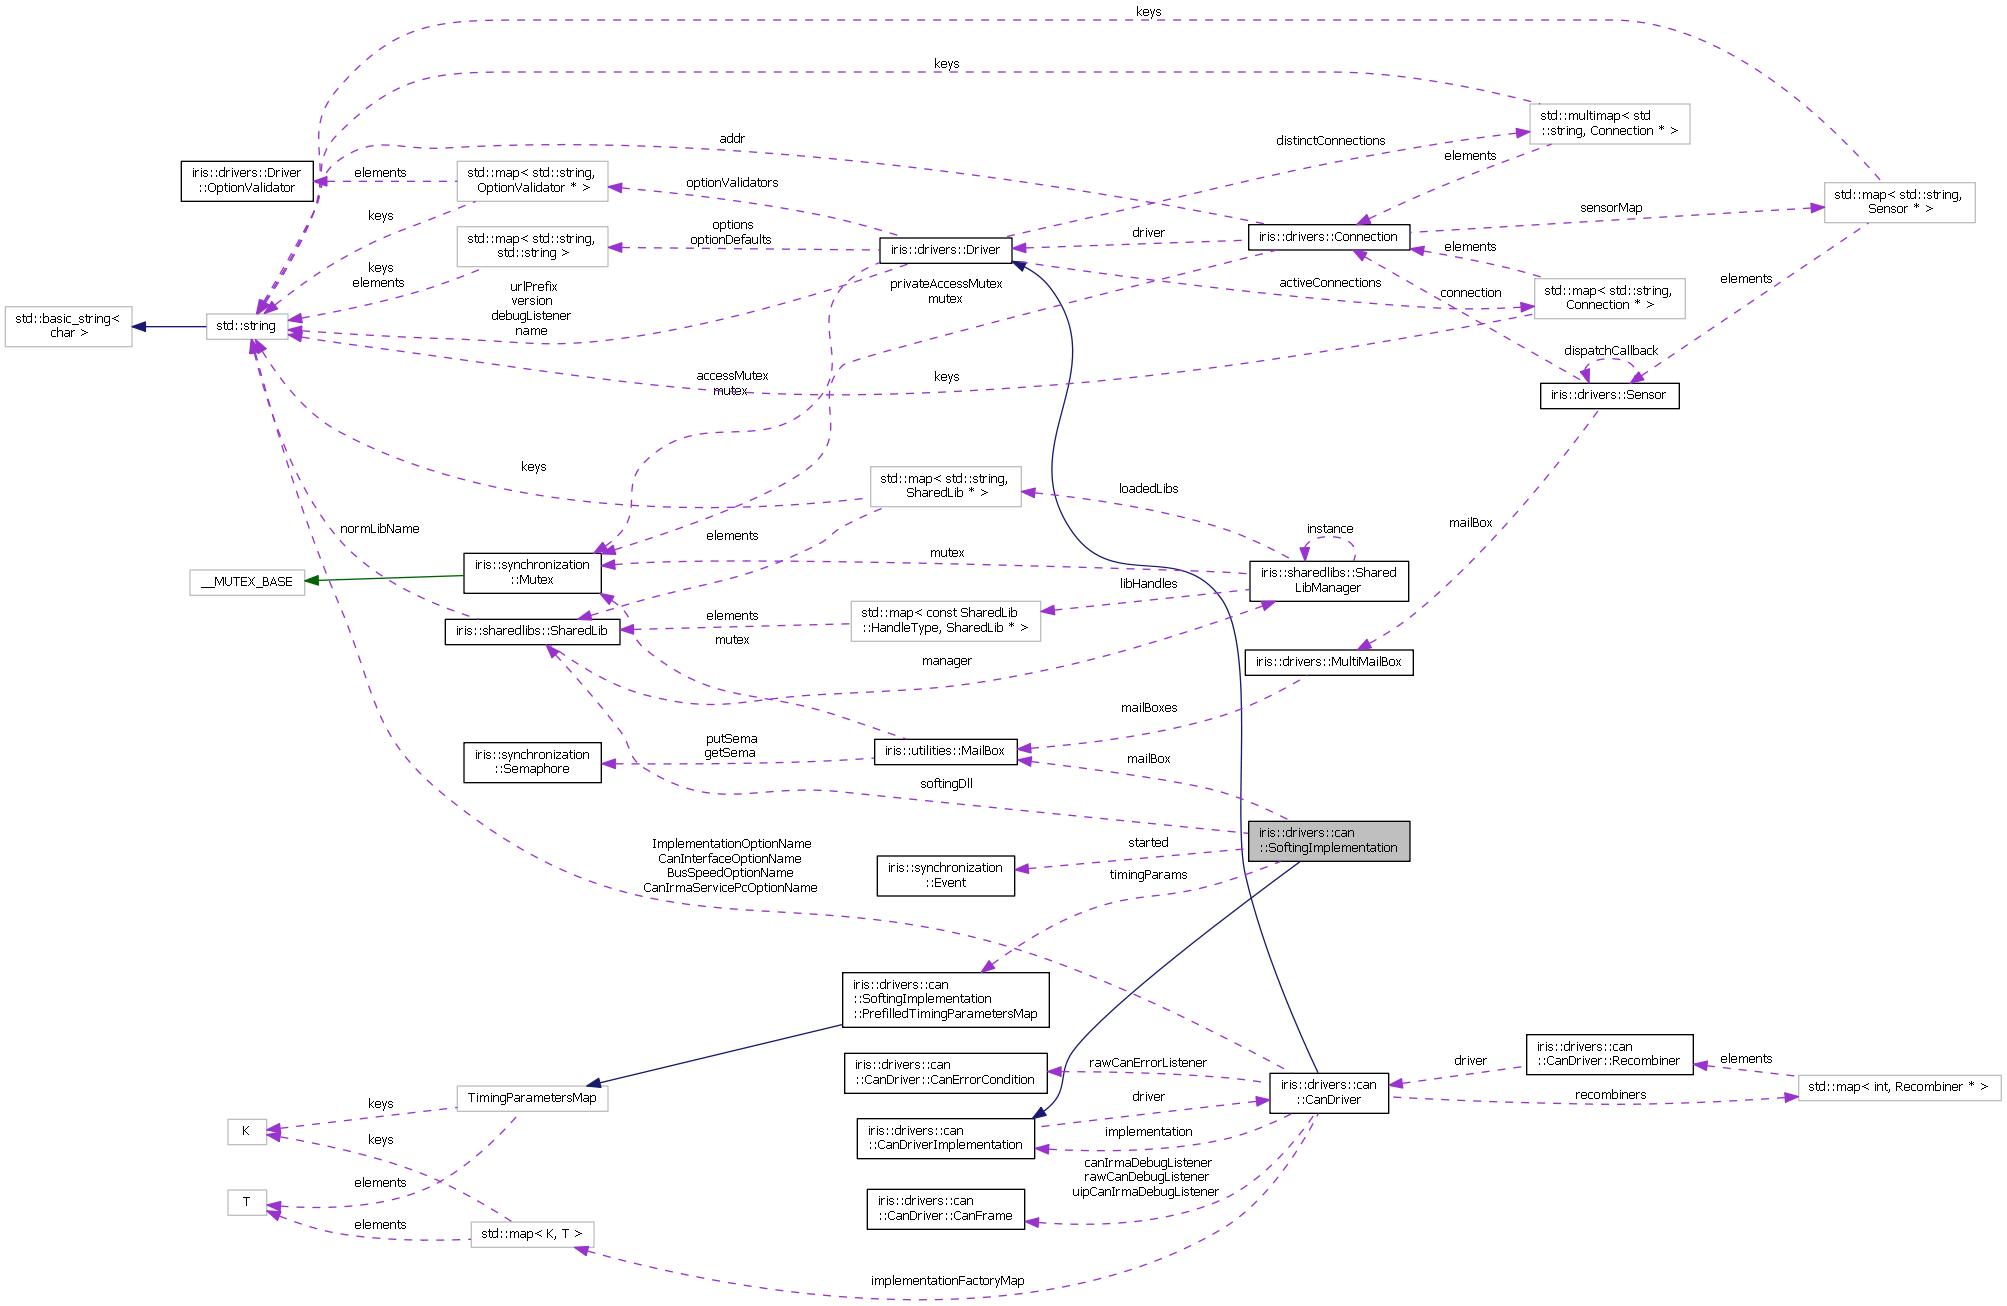 keys
keys
std::multimap< std
::string, Connection * >
addr
distinctConnections
elements
iris::drivers::Driver
::OptionValidator
elements
std::map< std::string,
OptionValidator * >
optionValidators
keys
std::map< std::string,
Sensor * >
sensorMap
options
optionDefaults
std::map< std::string,
std::string >
driver
iris::drivers::Connection
iris::drivers::Driver
elements
keys
elements
urlPrefix
version
debugListener
name
privateAccessMutex
mutex
activeConnections
connection
std::map< std::string,
Connection * >
elements
std::basic_string<
char >
std::string
dispatchCallback
accessMutex
mutex
keys
iris::drivers::Sensor
keys
std::map< std::string,
SharedLib * >
loadedLibs
normLibName
elements
instance
mailBox
iris::synchronization
::Mutex
mutex
iris::sharedlibs::Shared
LibManager
__MUTEX_BASE
libHandles
std::map< const SharedLib
::HandleType, SharedLib * >
elements
iris::sharedlibs::SharedLib
mutex
manager
iris::drivers::MultiMailBox
mailBoxes
putSema
getSema
iris::utilities::MailBox
iris::synchronization
::Semaphore
mailBox
softingDll
iris::drivers::can
::SoftingImplementation
ImplementationOptionName
CanInterfaceOptionName
BusSpeedOptionName
CanIrmaServicePcOptionName
started
iris::synchronization
::Event
timingParams
iris::drivers::can
::SoftingImplementation
::PrefilledTimingParametersMap
iris::drivers::can
::CanDriver::Recombiner
driver
elements
rawCanErrorListener
iris::drivers::can
::CanDriver::CanErrorCondition
iris::drivers::can
::CanDriver
std::map< int, Recombiner * >
recombiners
TimingParametersMap
keys
driver
K
keys
iris::drivers::can
::CanDriverImplementation
implementation
canIrmaDebugListener
rawCanDebugListener
uipCanIrmaDebugListener
elements
T
iris::drivers::can
::CanDriver::CanFrame
elements
std::map< K, T >
implementationFactoryMap